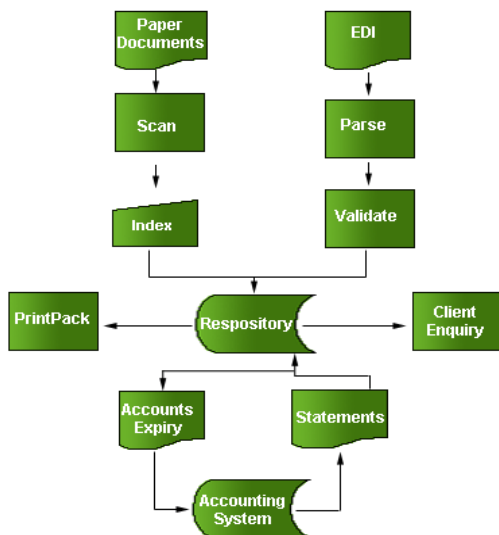 Paper
Documents
EDI
Scan
Parse
Index
Validate
PrintPack
Respository
Client
Enquiry
Accounts
Expiry
Statements
Accounting
System